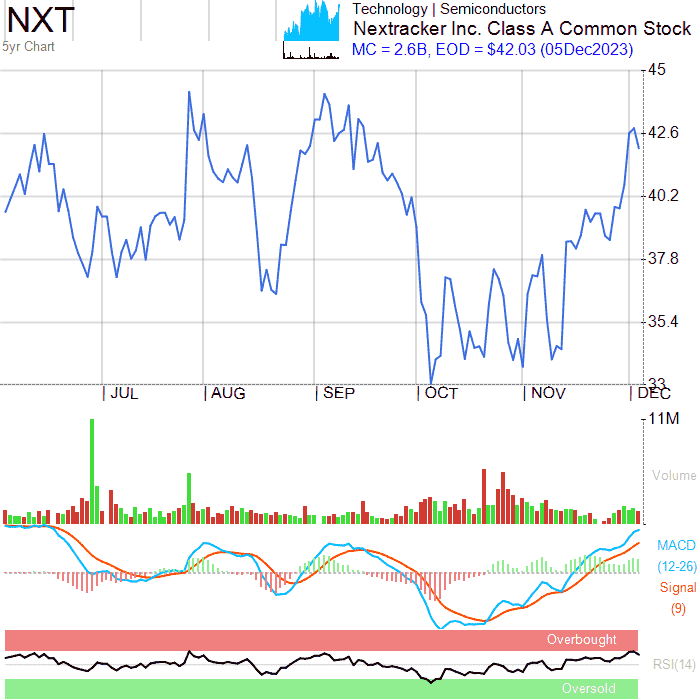 NXT
5yr Chart
Technology | Semiconductors
Nextracker Inc. Class A Common Stock
MC = 2.6B, EOD = $42.03 (05Dec2023)
45
42.6
40.2
37.8
35.4
33
JUL AUG SEP OCT NOV DEC
11M
Volume
MACD
(12-26)
Signal
(9)
Overbought
RSI(14)
Oversold